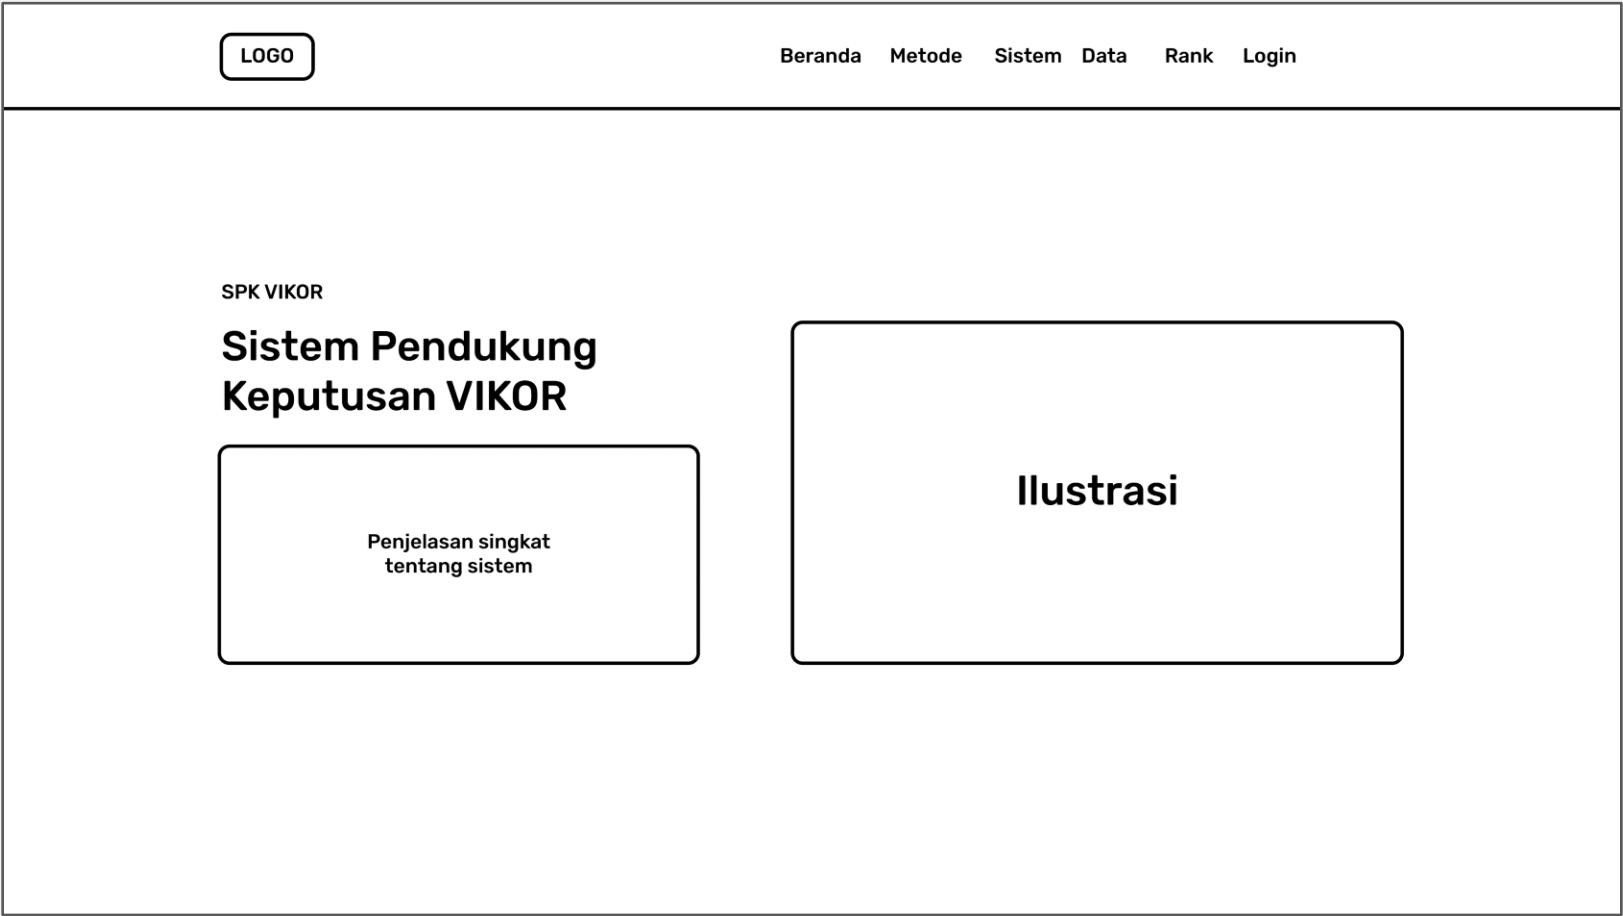 LOGO
Beranda Metode Sistem Data Rank Login
SPK VIKOR
Sistem Pendukung
Keputusan VIKOR
Penjelasan singkat
tentang sistem
Ilustrasi